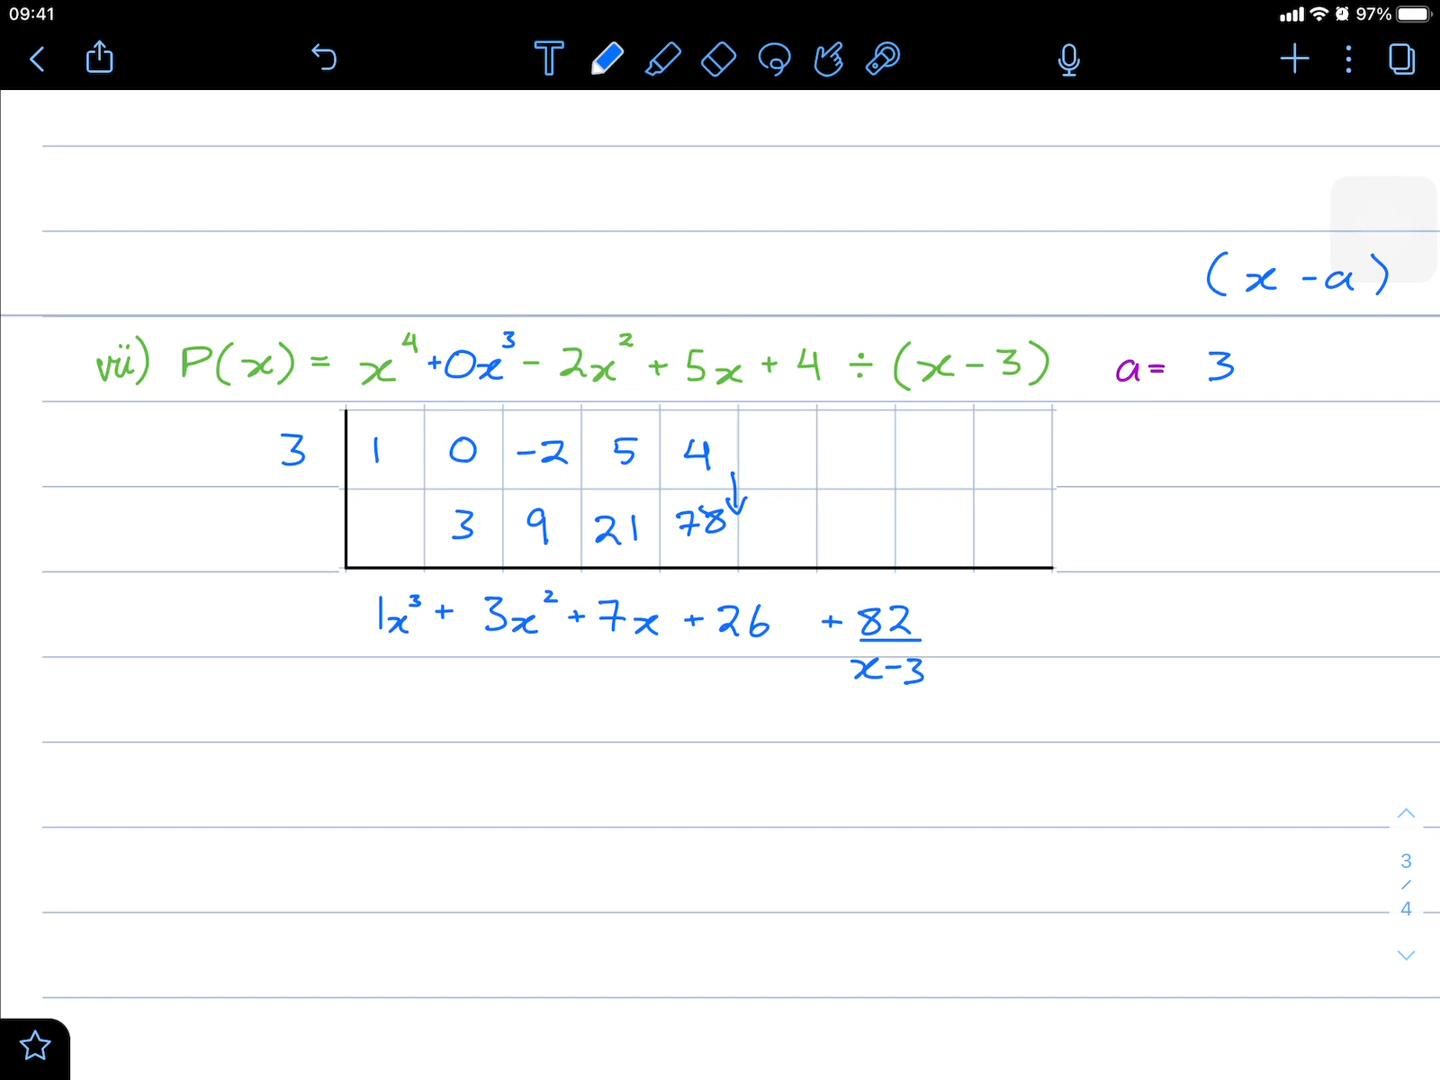 09:41 97%
T
(x - a)
vii) P(x) = x⁴ + 0x³ - 2x² + 5x + 4 ÷ (x - 3) a = 3
3 1 0 -2 5 4
3 9 21 78
1x³ + 3x² + 7x + 26 + 82/(x-3)
3
/
4